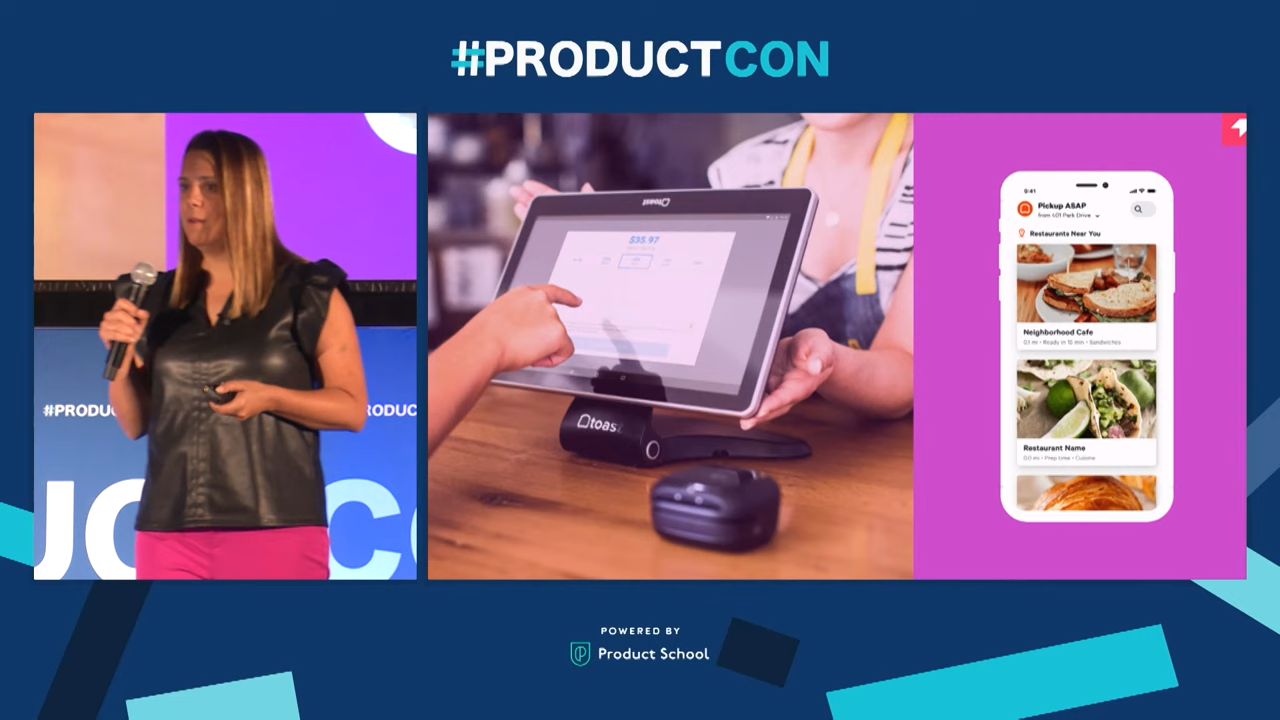 #PRODUCTCON
#PRODUC
RODUC
UC
CO
toast
$35.97
toast
9:41
Pickup ASAP
from 401 Park Drive
Restaurants Near You
Neighborhood Cafe
0.1 mi • Ready in 10 min • Sandwiches
Restaurant Name
0.0 mi • Prep time • Cuisine
POWERED BY
Product School